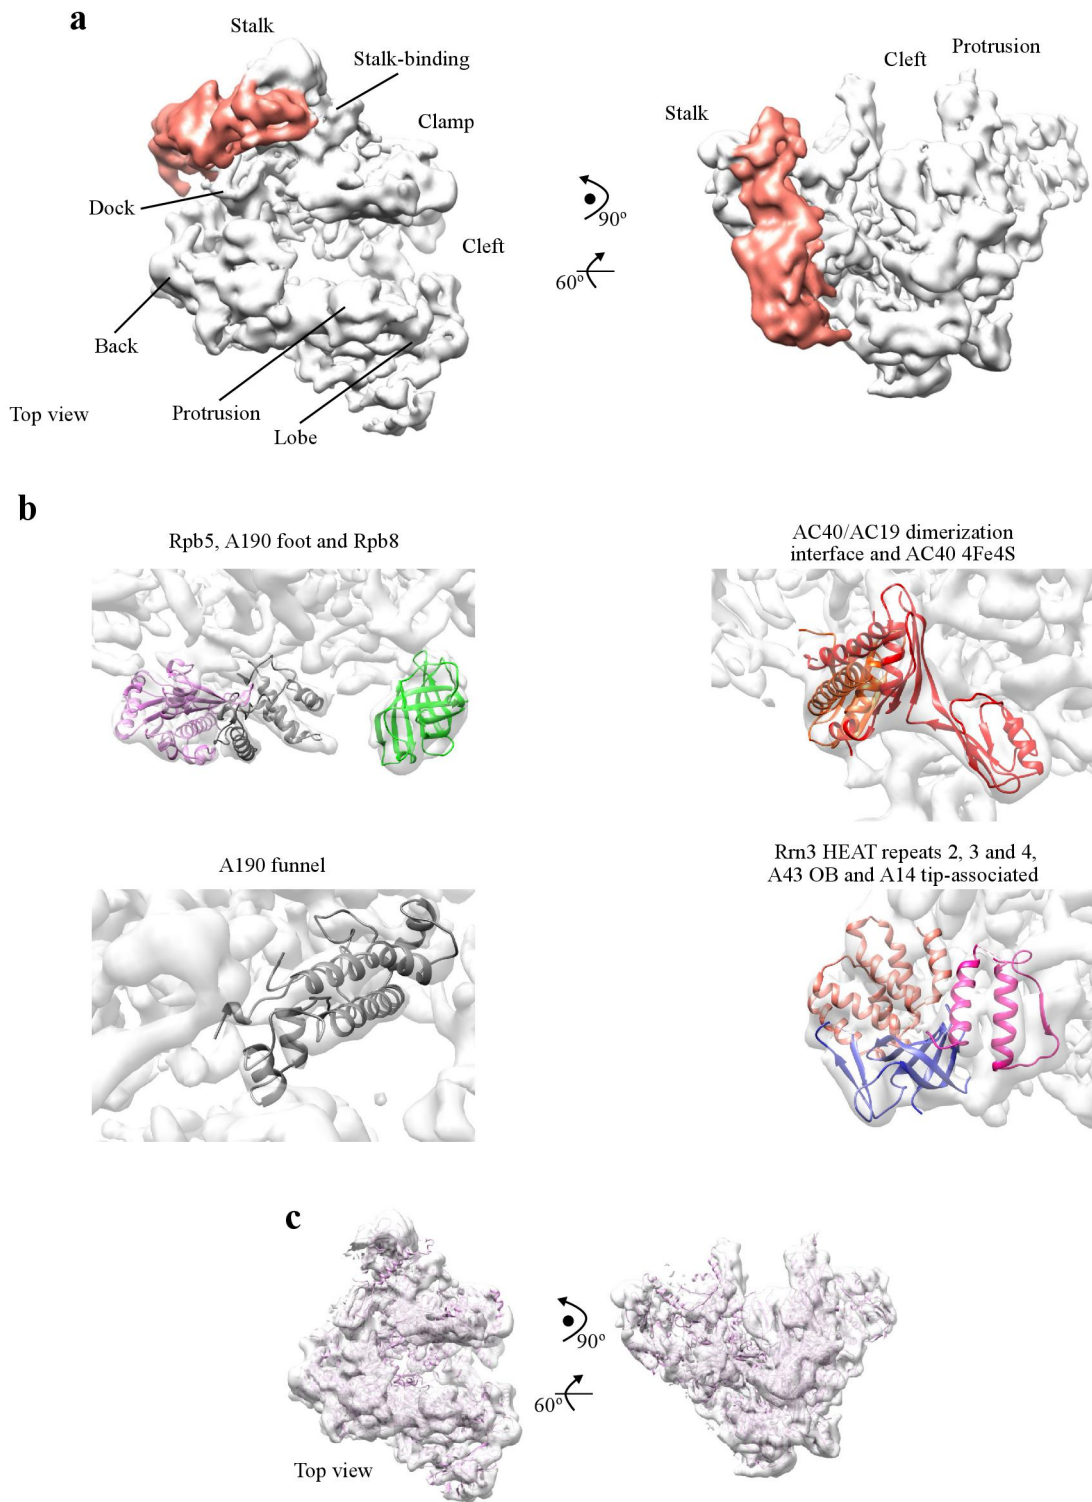 a
Stalk
Stalk-binding
Clamp
Dock
Cleft
Back
Top view
Protrusion
Lobe
90º
60º
Protrusion
Cleft
Stalk
b
Rpb5, A190 foot and Rpb8
AC40/AC19 dimerization
interface and AC40 4Fe4S
A190 funnel
Rrn3 HEAT repeats 2, 3 and 4,
A43 OB and A14 tip-associated
c
90º
60º
Top view